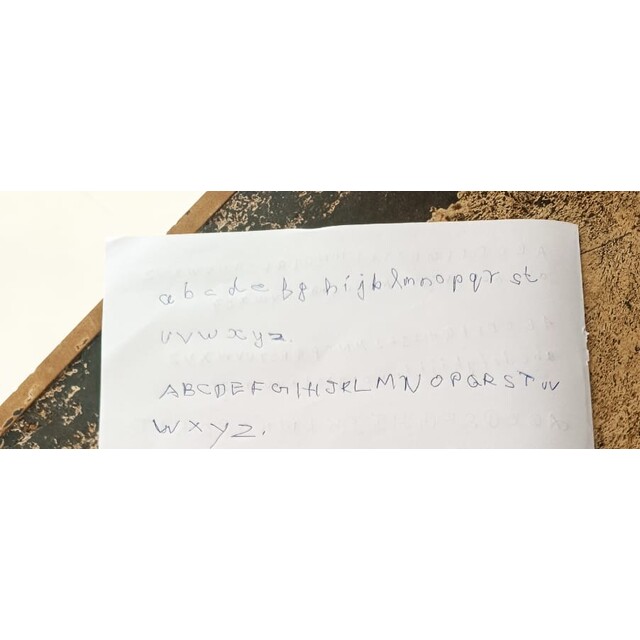 a b c d e f g h i j k l m n o p q r s t
u v w x y z.
A B C D E F G H I J K L M N O P Q R S T U V
W X Y Z.